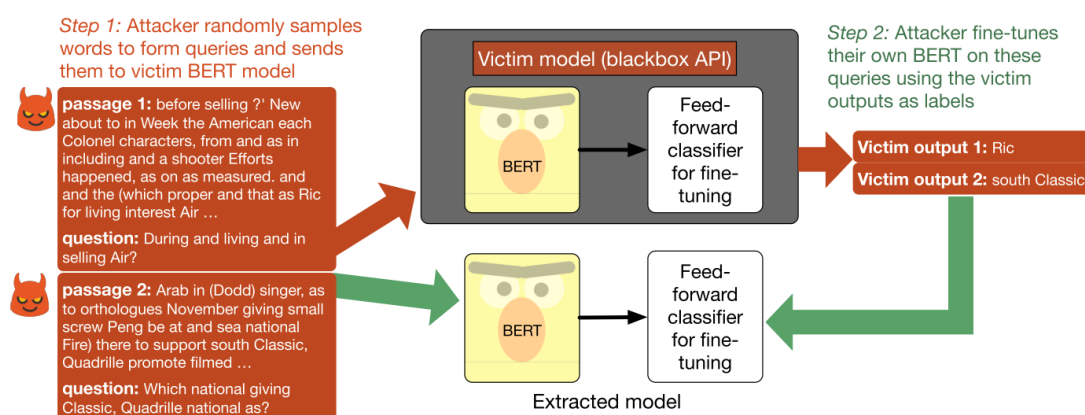 Step 1: Attacker randomly samples
words to form queries and sends
them to victim BERT model
passage 1: before selling ?' New
about to in Week the American each
Colonel characters, from and as in
including and a shooter Efforts
happened, as on as measured. and
and the (which proper and that as Ric
for living interest Air ...
question: During and living and in
selling Air?
passage 2: Arab in (Dodd) singer, as
to orthologues November giving small
screw Peng be at and sea national
Fire) there to support south Classic,
Quadrille promote filmed ...
question: Which national giving
Classic, Quadrille national as?
Victim model (blackbox API)
BERT
Feed-
forward
classifier
for fine-
tuning
BERT
Feed-
forward
classifier
for fine-
tuning
Extracted model
Step 2: Attacker fine-tunes
their own BERT on these
queries using the victim
outputs as labels
Victim output 1: Ric
Victim output 2: south Classic